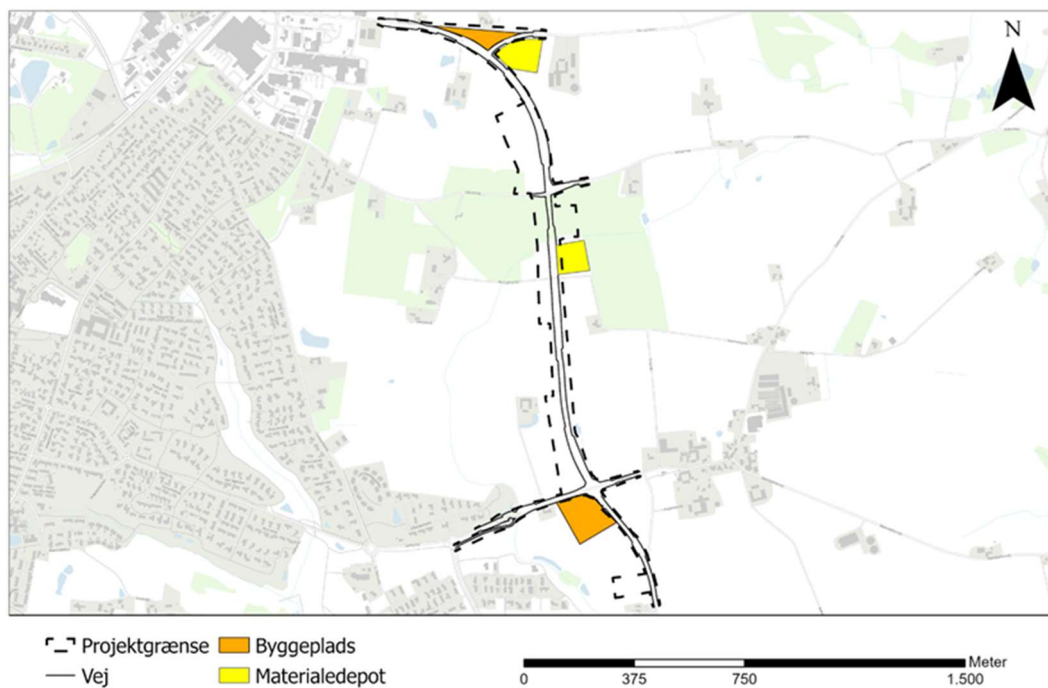 N
Projektgrænse
Byggeplads
Vej
Materialedepot
Meter
0 375 750 1.500